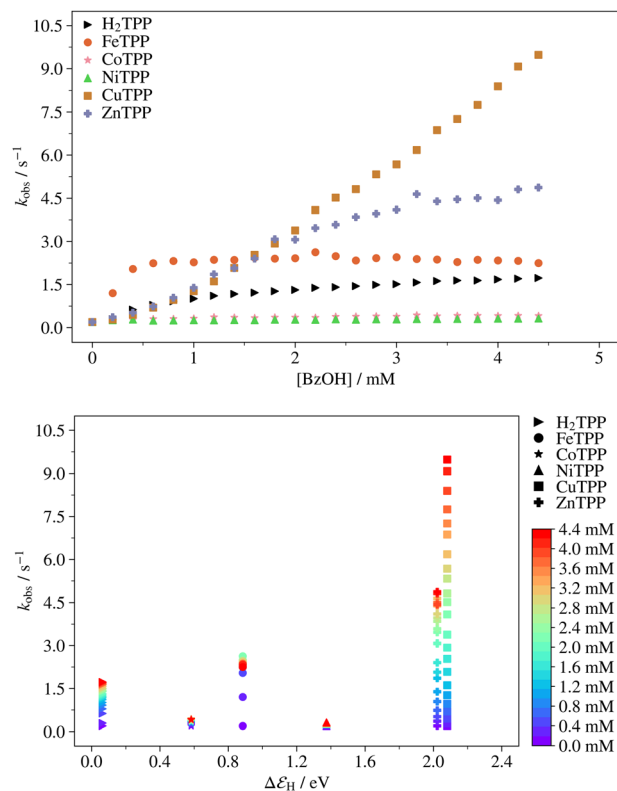 10.5
9.0
7.5
6.0
4.5
3.0
1.5
0.0
k_obs / s⁻¹
H₂TPP
FeTPP
CoTPP
NiTPP
CuTPP
ZnTPP
0 1 2 3 4 5
[BzOH] / mM
10.5
9.0
7.5
6.0
4.5
3.0
1.5
0.0
k_obs / s⁻¹
0.0 0.4 0.8 1.2 1.6 2.0 2.4
Δℰ_H / eV
H₂TPP
FeTPP
CoTPP
NiTPP
CuTPP
ZnTPP
4.4 mM
4.0 mM
3.6 mM
3.2 mM
2.8 mM
2.4 mM
2.0 mM
1.6 mM
1.2 mM
0.8 mM
0.4 mM
0.0 mM